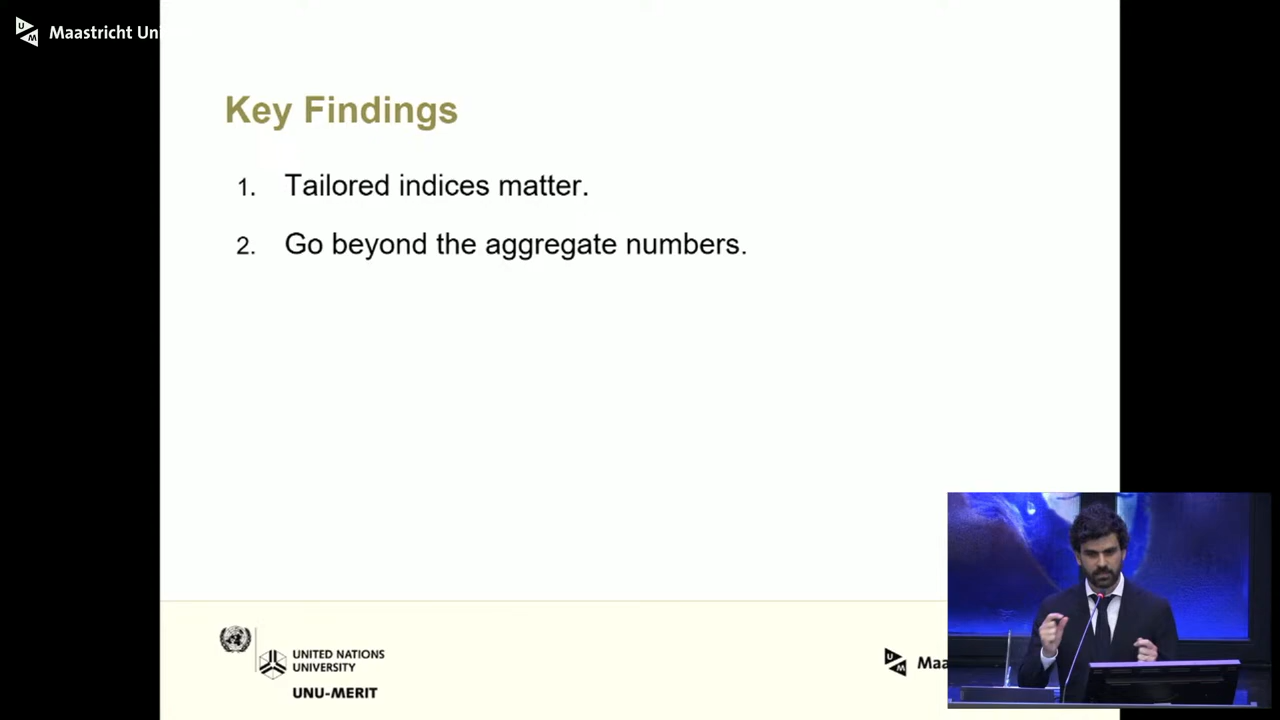 Maastricht Uni
Key Findings
1. Tailored indices matter.
2. Go beyond the aggregate numbers.
UNITED NATIONS
UNIVERSITY
UNU-MERIT
Maa